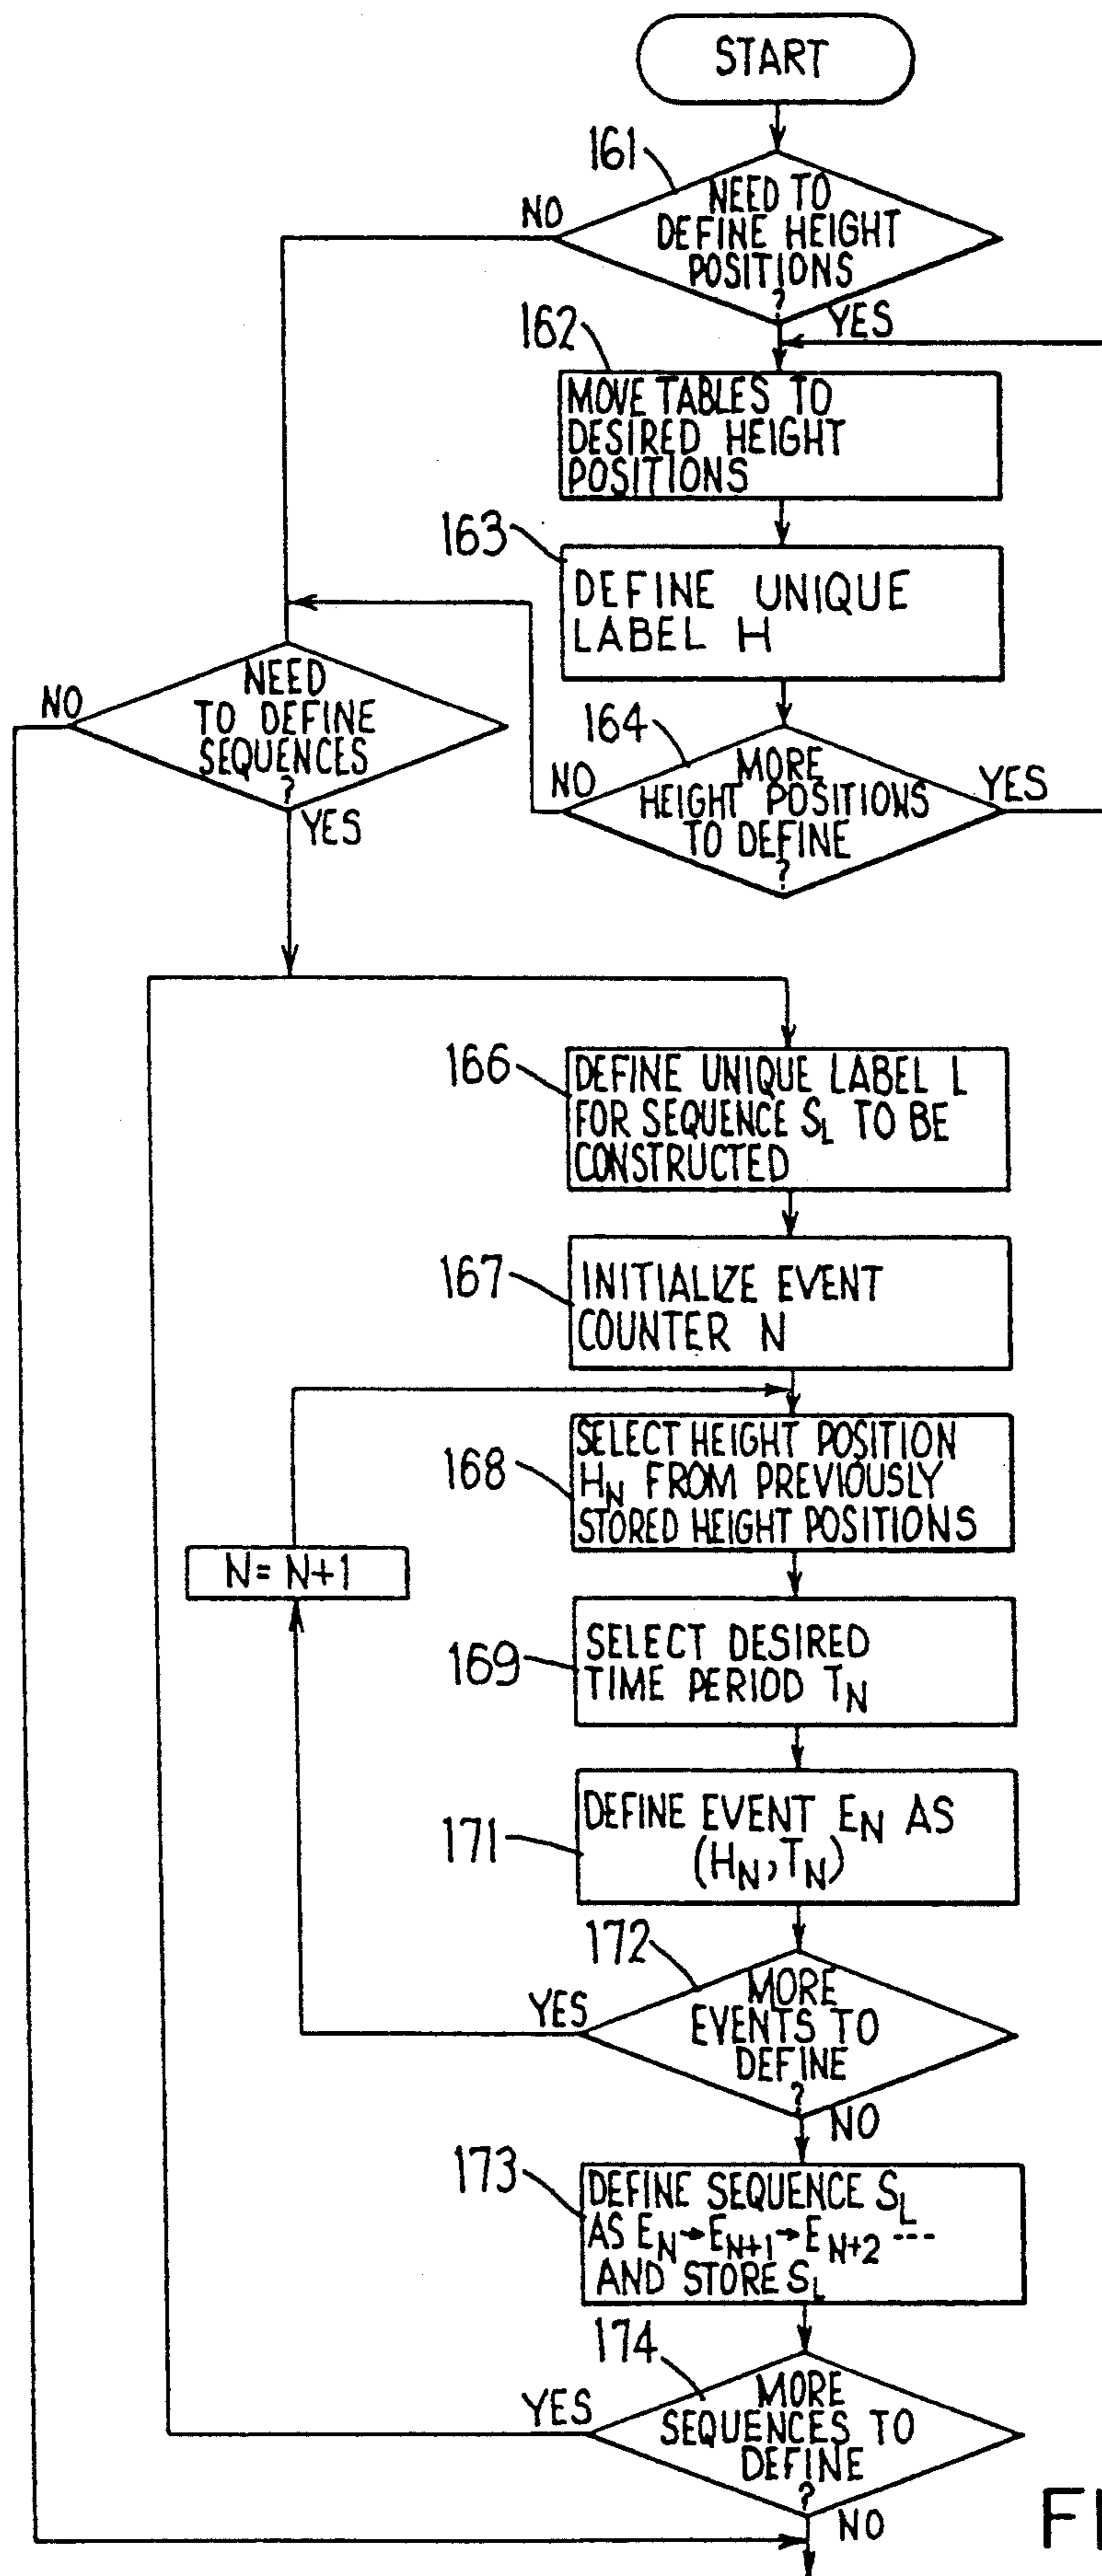 START
161
NO
NEED TO
DEFINE HEIGHT
POSITIONS
?
YES
162
MOVE TABLES TO
DESIRED HEIGHT
POSITIONS
163
DEFINE UNIQUE
LABEL H
NO
NEED
TO DEFINE
SEQUENCES
?
YES
164
NO
MORE
HEIGHT POSITIONS
TO DEFINE
?
YES
166
DEFINE UNIQUE LABEL L
FOR SEQUENCE S_L TO BE
CONSTRUCTED
167
INITIALIZE EVENT
COUNTER N
168
SELECT HEIGHT POSITION
H_N FROM PREVIOUSLY
STORED HEIGHT POSITIONS
N=N+1
169
SELECT DESIRED
TIME PERIOD T_N
171
DEFINE EVENT E_N AS
(H_N,T_N)
172
YES
MORE
EVENTS TO
DEFINE
?
NO
173
DEFINE SEQUENCE S_L
AS E_N→E_N+1→E_N+2 ---
AND STORE S_L
174
YES
MORE
SEQUENCES TO
DEFINE
?
NO